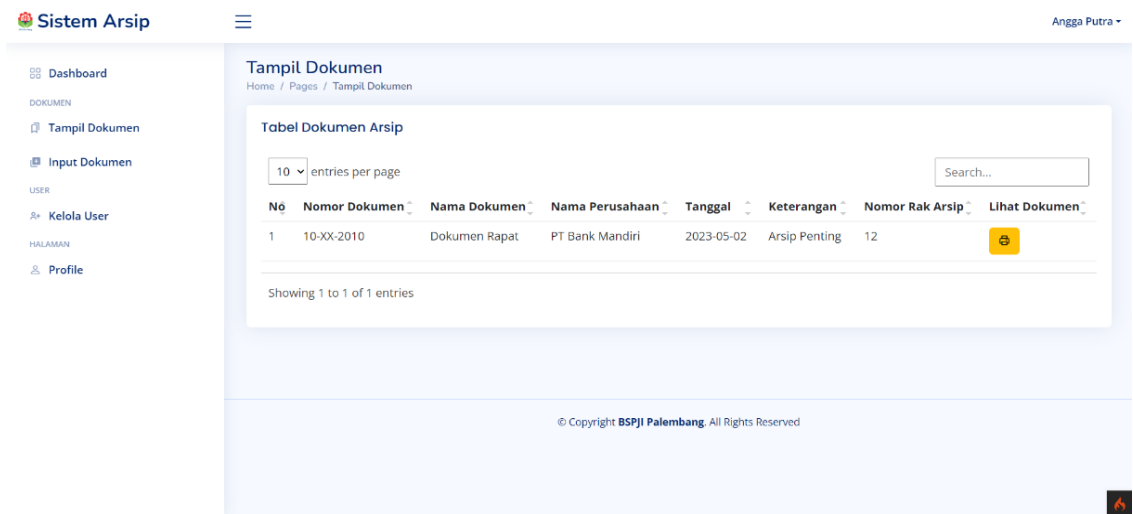 Sistem Arsip
Angga Putra
Dashboard
DOKUMEN
Tampil Dokumen
Input Dokumen
USER
Kelola User
HALAMAN
Profile
Tampil Dokumen
Home / Pages / Tampil Dokumen
Tabel Dokumen Arsip
10 entries per page
Search...
No Nomor Dokumen Nama Dokumen Nama Perusahaan Tanggal Keterangan Nomor Rak Arsip Lihat Dokumen
1 10-XX-2010 Dokumen Rapat PT Bank Mandiri 2023-05-02 Arsip Penting 12
Showing 1 to 1 of 1 entries
© Copyright BSPJI Palembang. All Rights Reserved